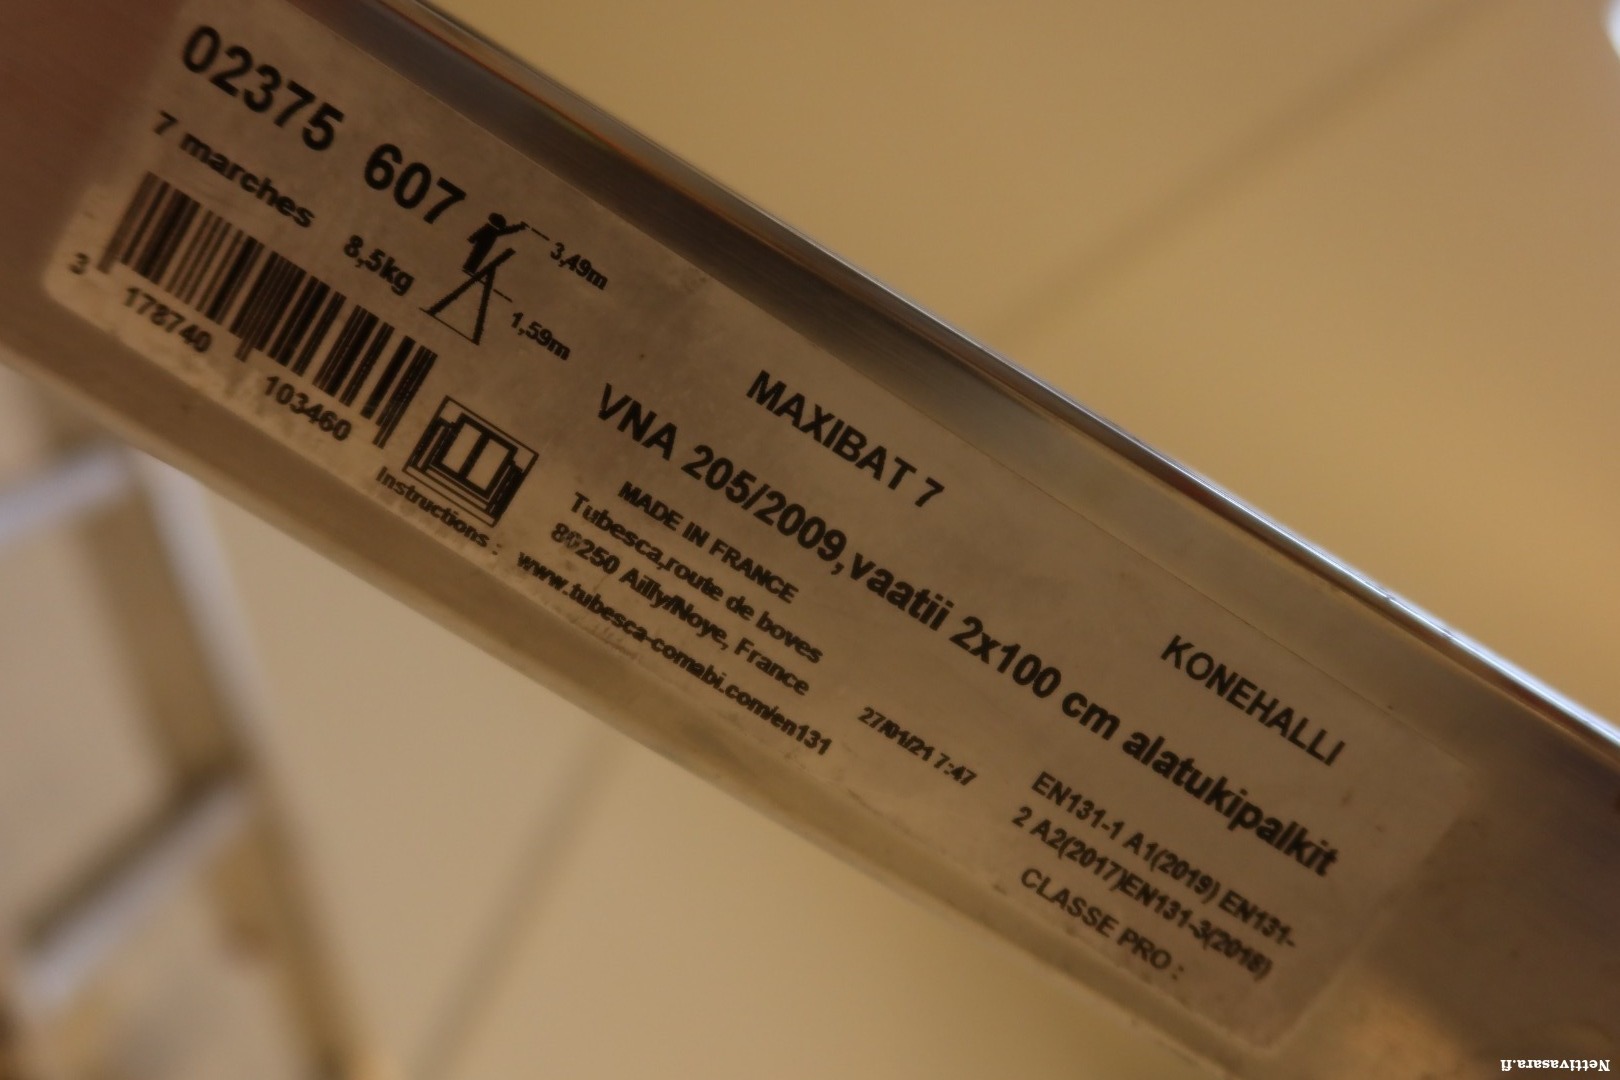 02375 607
7 marches
8,5kg
3,49m
1,59m
3 178740 103460
Instructions :
MAXIBAT 7
VNA 205/2009,vaatii 2x100 cm alatukipalkit
MADE IN FRANCE
Tubesca,route de boves
80250 Ailly/Noye, France
www.tubesca-comabi.com/en131
27/01/21 7:47
KONEHALLI
EN131-1 A1(2019) EN131-
2 A2(2017)EN131-3(2018)
CLASSE PRO :
Nettivasara.fi